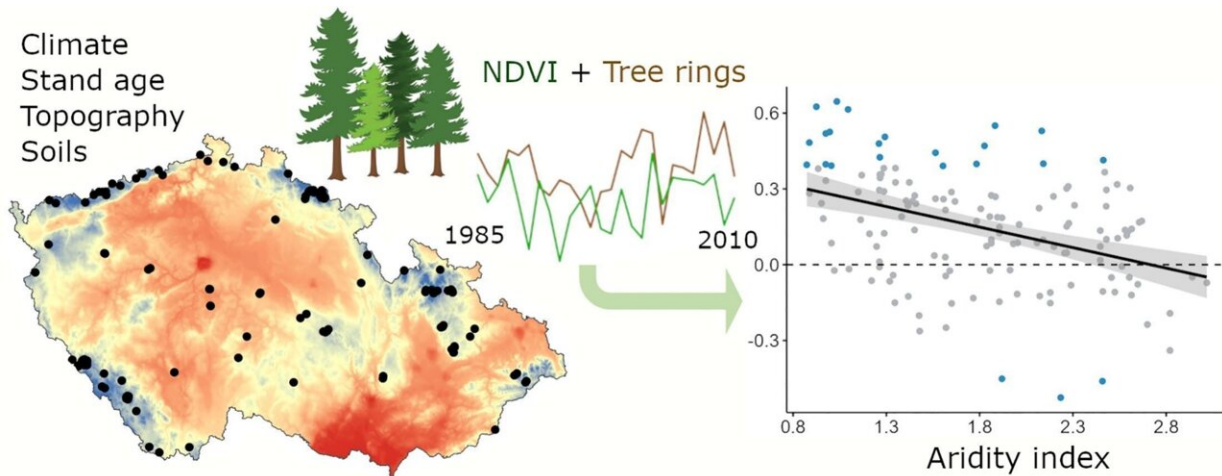 Climate
Stand age
Topography
Soils
NDVI + Tree rings
1985
2010
0.6
0.3
0.0
-0.3
0.8 1.3 1.8 2.3 2.8
Aridity index